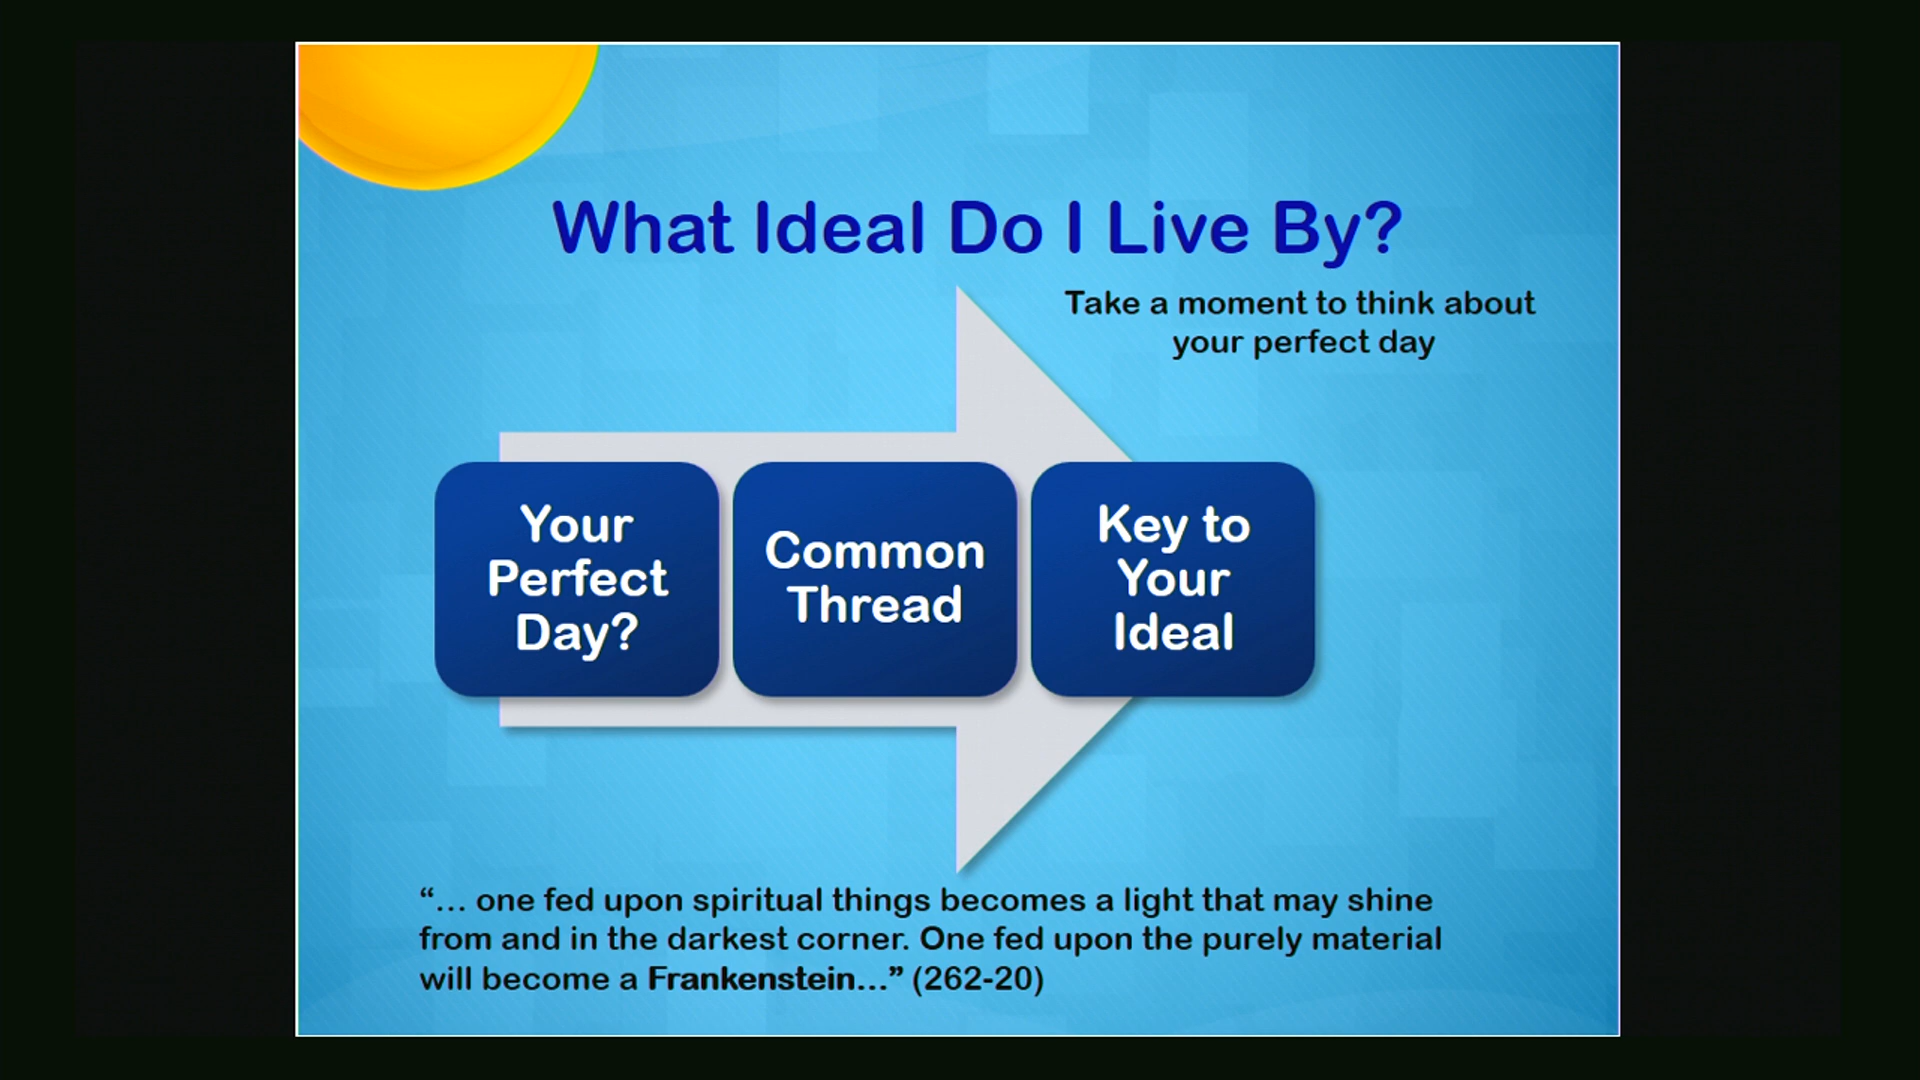 What Ideal Do I Live By?
Take a moment to think about
your perfect day
Your
Perfect
Day?
Common
Thread
Key to
Your
Ideal
“… one fed upon spiritual things becomes a light that may shine
from and in the darkest corner. One fed upon the purely material
will become a Frankenstein…” (262-20)